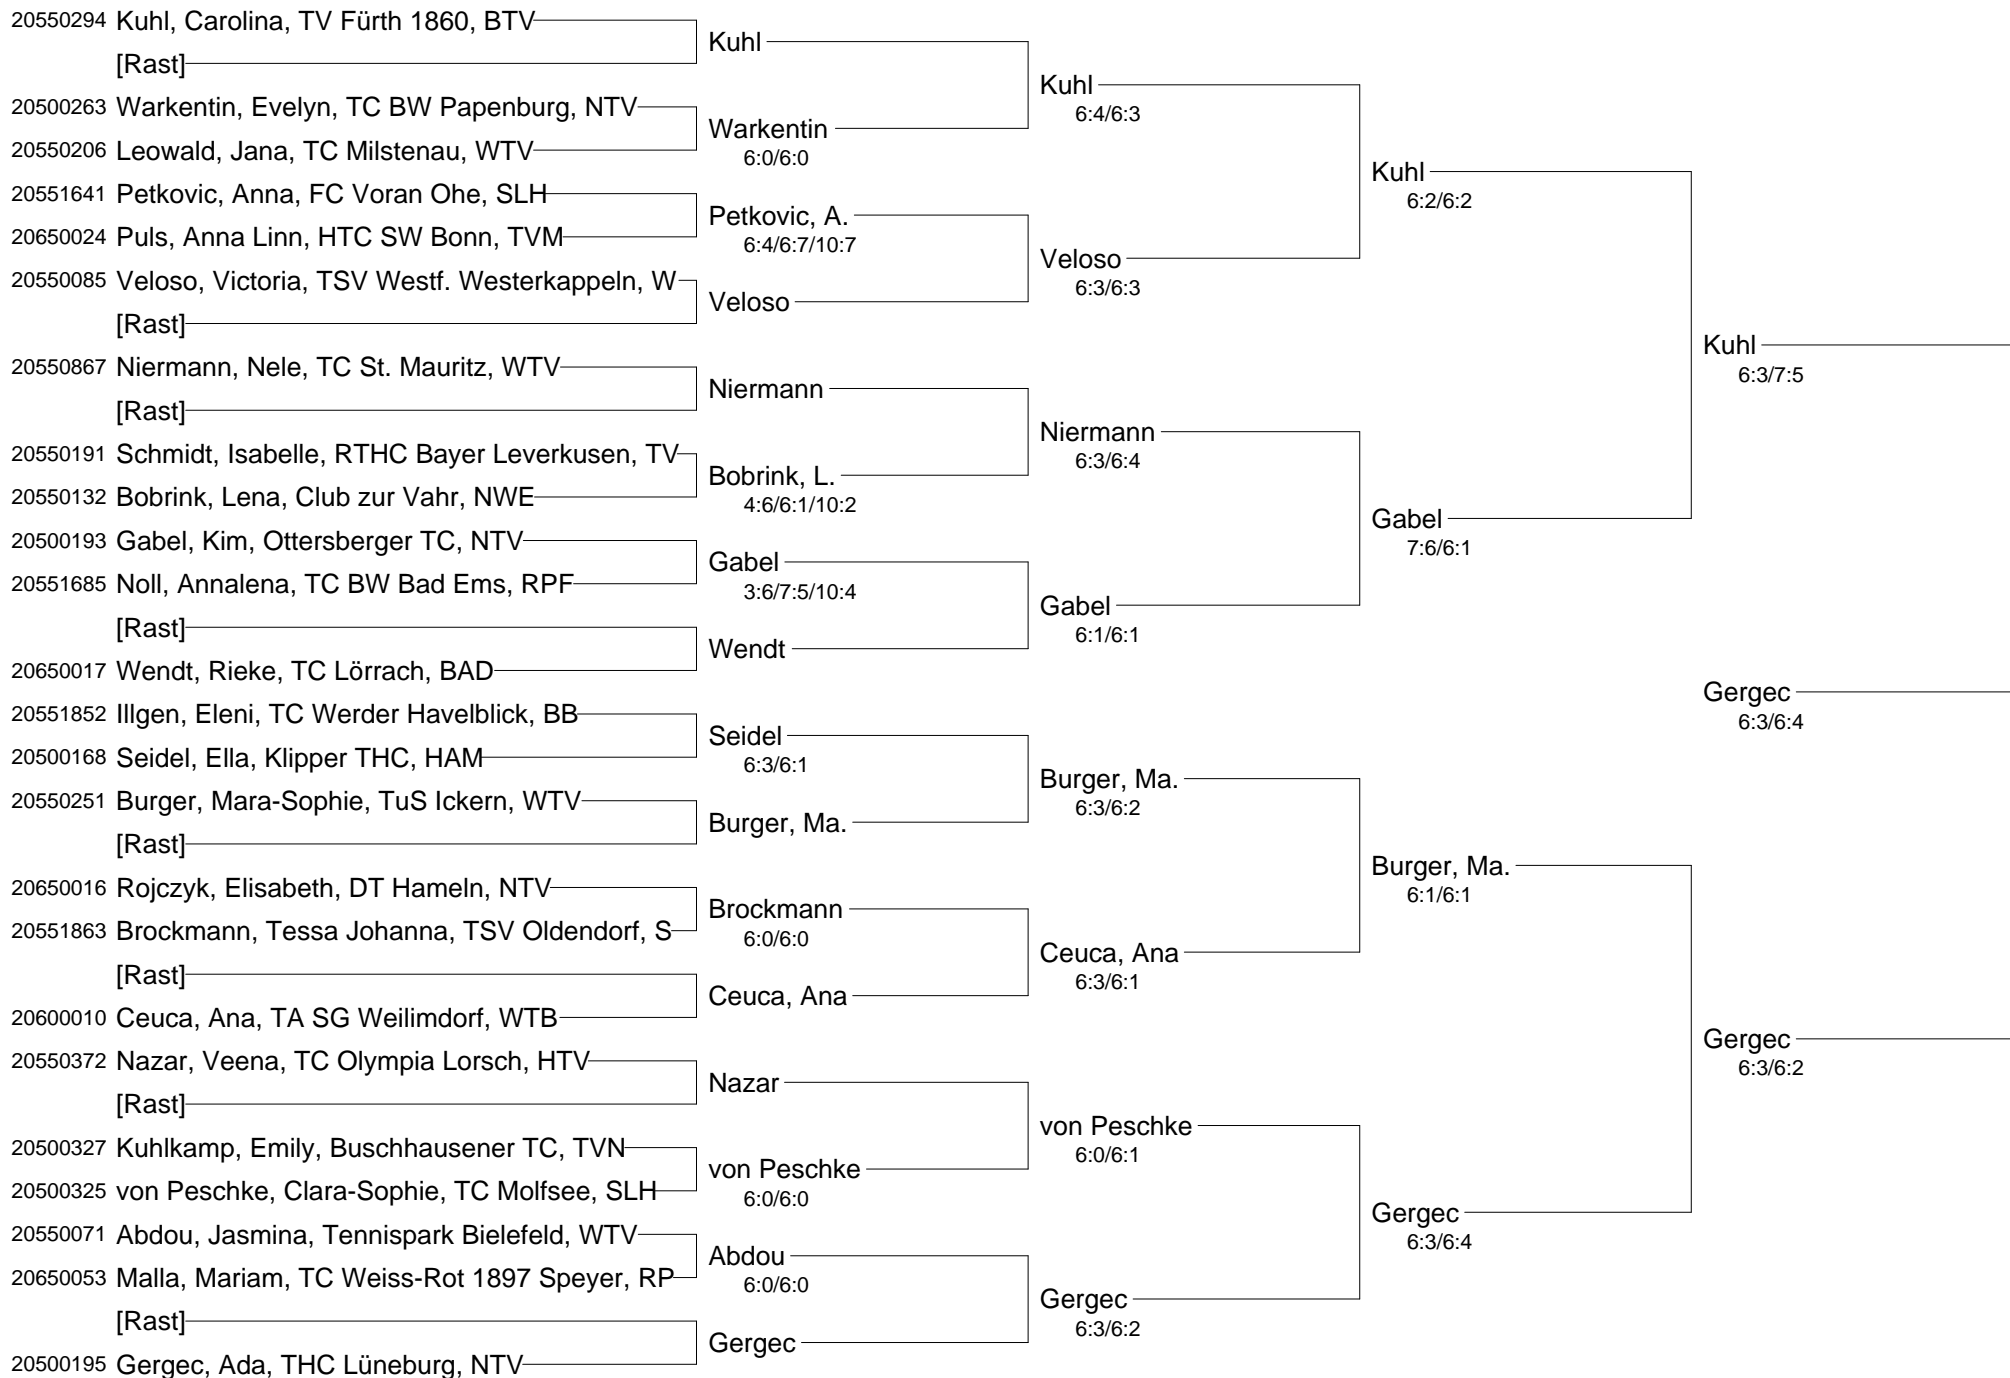 20550294 Kuhl, Carolina, TV Fürth 1860, BTV
[Rast]
20500263 Warkentin, Evelyn, TC BW Papenburg, NTV
20550206 Leowald, Jana, TC Milstenau, WTV
20551641 Petkovic, Anna, FC Voran Ohe, SLH
20650024 Puls, Anna Linn, HTC SW Bonn, TVM
20550085 Veloso, Victoria, TSV Westf. Westerkappeln, W
[Rast]
20550867 Niermann, Nele, TC St. Mauritz, WTV
[Rast]
20550191 Schmidt, Isabelle, RTHC Bayer Leverkusen, TV
20550132 Bobrink, Lena, Club zur Vahr, NWE
20500193 Gabel, Kim, Ottersberger TC, NTV
20551685 Noll, Annalena, TC BW Bad Ems, RPF
[Rast]
20650017 Wendt, Rieke, TC Lörrach, BAD
20551852 Illgen, Eleni, TC Werder Havelblick, BB
20500168 Seidel, Ella, Klipper THC, HAM
20550251 Burger, Mara-Sophie, TuS Ickern, WTV
[Rast]
20650016 Rojczyk, Elisabeth, DT Hameln, NTV
20551863 Brockmann, Tessa Johanna, TSV Oldendorf, S
[Rast]
20600010 Ceuca, Ana, TA SG Weilimdorf, WTB
20550372 Nazar, Veena, TC Olympia Lorsch, HTV
[Rast]
20500327 Kuhlkamp, Emily, Buschhausener TC, TVN
20500325 von Peschke, Clara-Sophie, TC Molfsee, SLH
20550071 Abdou, Jasmina, Tennispark Bielefeld, WTV
20650053 Malla, Mariam, TC Weiss-Rot 1897 Speyer, RP
[Rast]
20500195 Gergec, Ada, THC Lüneburg, NTV
Kuhl
Warkentin
6:0/6:0
Petkovic, A.
6:4/6:7/10:7
Veloso
Niermann
Bobrink, L.
4:6/6:1/10:2
Gabel
3:6/7:5/10:4
Wendt
Seidel
6:3/6:1
Burger, Ma.
Brockmann
6:0/6:0
Ceuca, Ana
Nazar
von Peschke
6:0/6:0
Abdou
6:0/6:0
Gergec
Kuhl
6:4/6:3
Veloso
6:3/6:3
Niermann
6:3/6:4
Gabel
6:1/6:1
Burger, Ma.
6:3/6:2
Ceuca, Ana
6:3/6:1
von Peschke
6:0/6:1
Gergec
6:3/6:2
Kuhl
6:2/6:2
Gabel
7:6/6:1
Burger, Ma.
6:1/6:1
Gergec
6:3/6:4
Kuhl
6:3/7:5
Gergec
6:3/6:4
Gergec
6:3/6:2